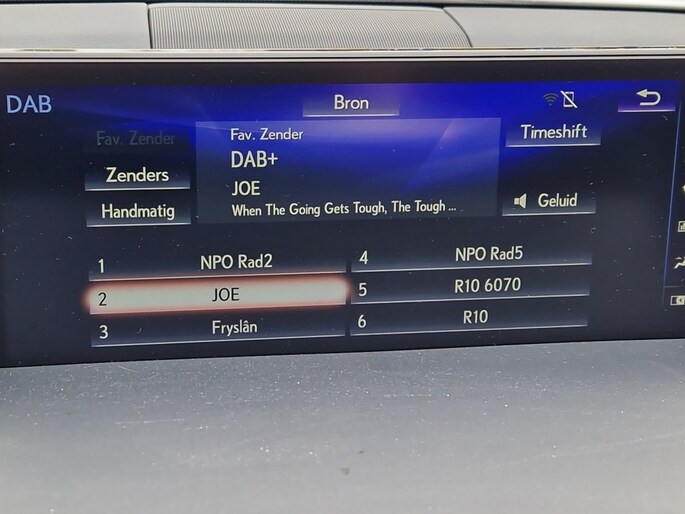 DAB
Bron
Fav. Zender
Zenders
Handmatig
Fav. Zender
DAB+
JOE
When The Going Gets Tough, The Tough ...
Timeshift
Geluid
1 NPO Rad2
2 JOE
3 Fryslân
4 NPO Rad5
5 R10 6070
6 R10